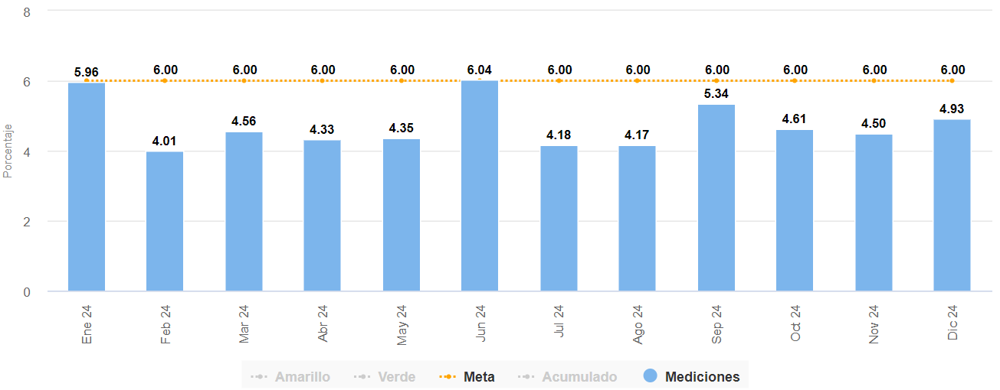 8
6
4
2
0
Porcentaje
5.96 6.00 6.00 6.00 6.00 6.04 6.00 6.00 6.00 6.00 6.00 6.00
4.01 4.56 4.33 4.35 4.18 4.17 5.34 4.61 4.50 4.93
Ene 24 Feb 24 Mar 24 Abr 24 May 24 Jun 24 Jul 24 Ago 24 Sep 24 Oct 24 Nov 24 Dic 24
Amarillo Verde Meta Acumulado Mediciones